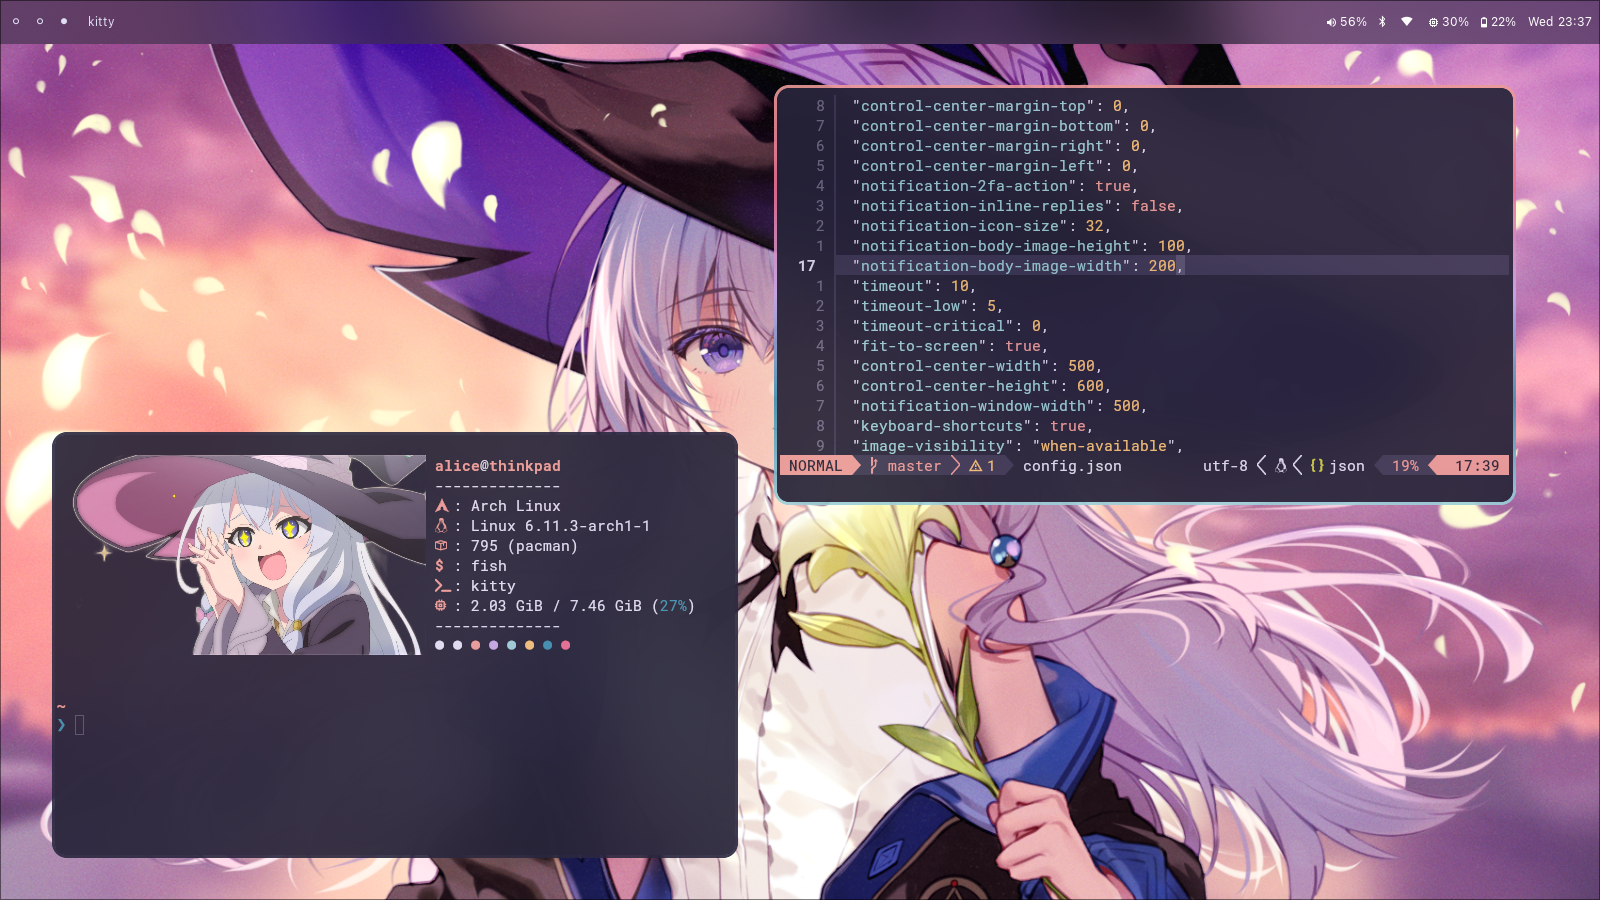 kitty
56% 30% 22% Wed 23:37
8 "control-center-margin-top": 0,
7 "control-center-margin-bottom": 0,
6 "control-center-margin-right": 0,
5 "control-center-margin-left": 0,
4 "notification-2fa-action": true,
3 "notification-inline-replies": false,
2 "notification-icon-size": 32,
1 "notification-body-image-height": 100,
17 "notification-body-image-width": 200,
1 "timeout": 10,
2 "timeout-low": 5,
3 "timeout-critical": 0,
4 "fit-to-screen": true,
5 "control-center-width": 500,
6 "control-center-height": 600,
7 "notification-window-width": 500,
8 "keyboard-shortcuts": true,
9 "image-visibility": "when-available",
NORMAL master 1 config.json utf-8 {} json 19% 17:39
alice@thinkpad
--------------
: Arch Linux
: Linux 6.11.3-arch1-1
: 795 (pacman)
$ : fish
>_ : kitty
: 2.03 GiB / 7.46 GiB (27%)
--------------
~
❯